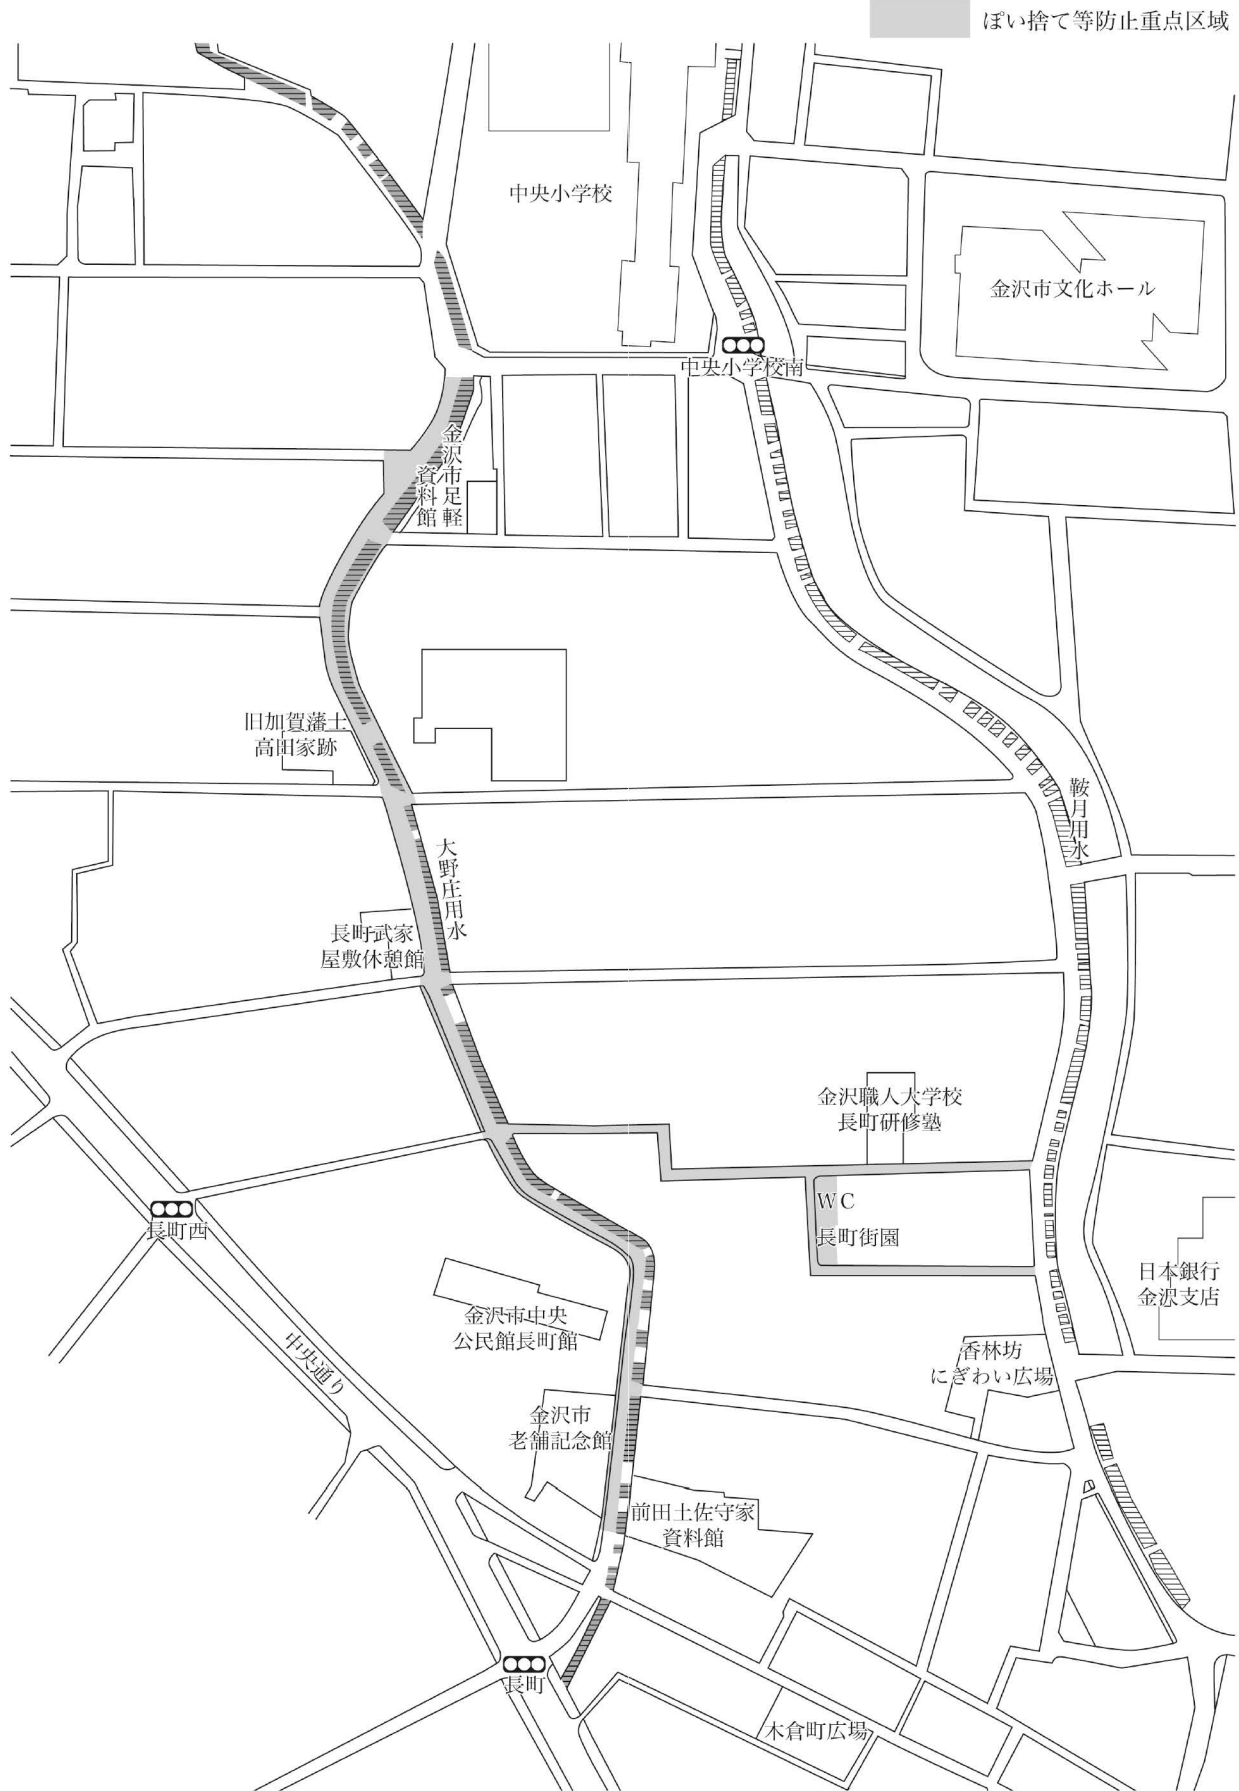 ぽい捨て等防止重点区域
中央小学校
金沢市文化ホール
中央小学校南
金沢市足軽
資料館
旧加賀藩士
高田家跡
鞍月用水
大野庄用水
長町武家
屋敷休憩館
金沢職人大学校
長町研修塾
WC
長町街園
長町西
日本銀行
金沢支店
金沢市中央
公民館長町館
中央通り
香林坊
にぎわい広場
金沢市
老舗記念館
前田土佐守家
資料館
長町
木倉町広場